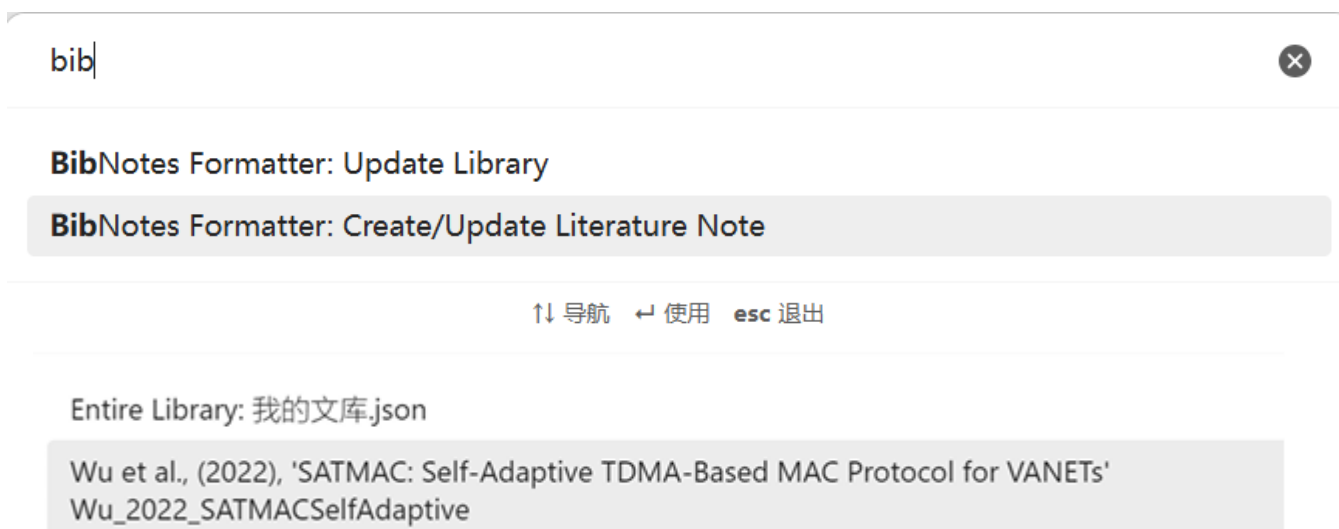 bib
BibNotes Formatter: Update Library
BibNotes Formatter: Create/Update Literature Note
↑↓ 导航 ↵ 使用 esc 退出
Entire Library: 我的文库.json
Wu et al., (2022), 'SATMAC: Self-Adaptive TDMA-Based MAC Protocol for VANETs'
Wu_2022_SATMACSelfAdaptive